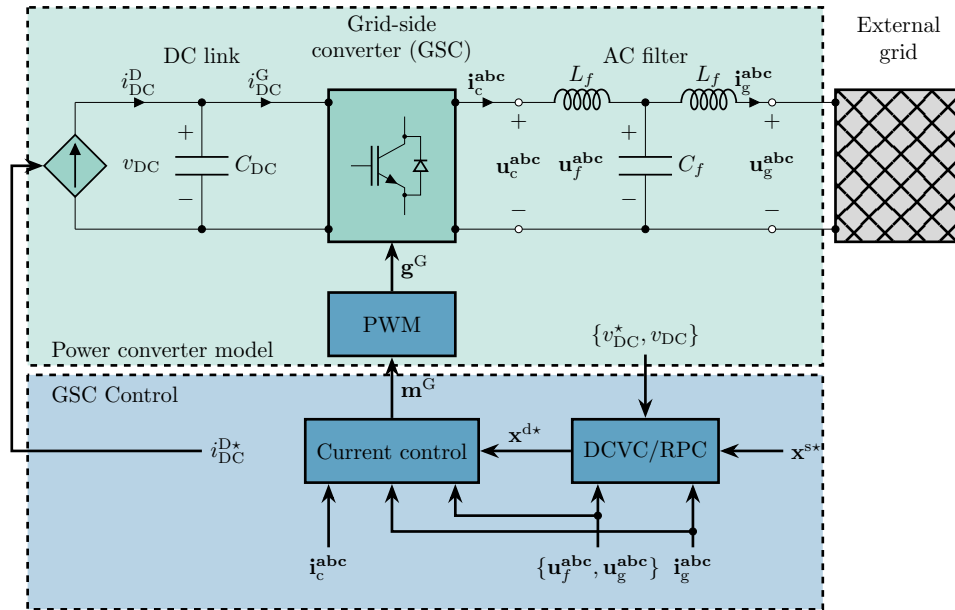 External
grid
Grid-side
converter (GSC)
DC link
AC filter
i_DC^D
i_DC^G
i_c^abc
L_f
L_f
i_g^abc
+
+
+
+
v_DC
C_DC
u_c^abc
u_f^abc
C_f
u_g^abc
−
−
−
−
g^G
PWM
{v_DC^⋆, v_DC}
Power converter model
GSC Control
m^G
i_DC^D⋆
Current control
x^d⋆
DCVC/RPC
x^s⋆
i_c^abc
{u_f^abc, u_g^abc}
i_g^abc